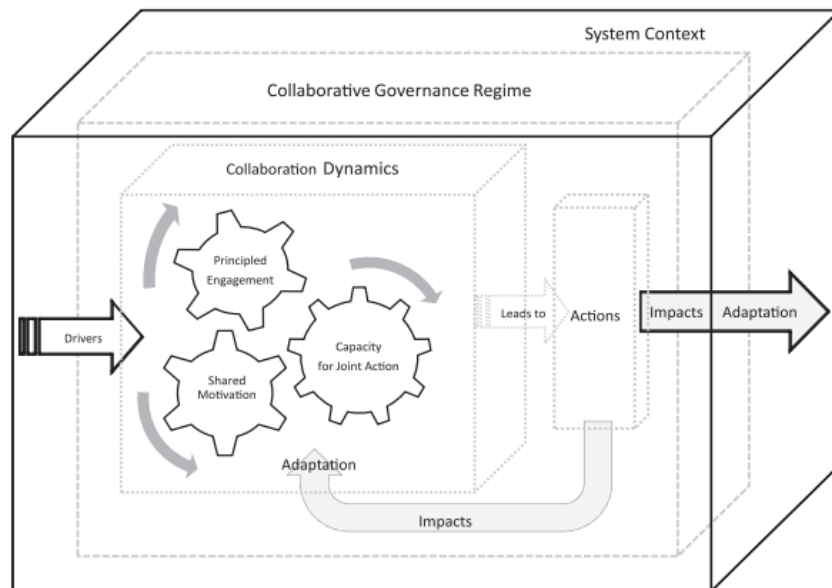 System Context
Collaborative Governance Regime
Collaboration Dynamics
Principled
Engagement
Drivers
Shared
Motivation
Capacity
for Joint Action
Leads to
Actions
Impacts
Adaptation
Adaptation
Impacts